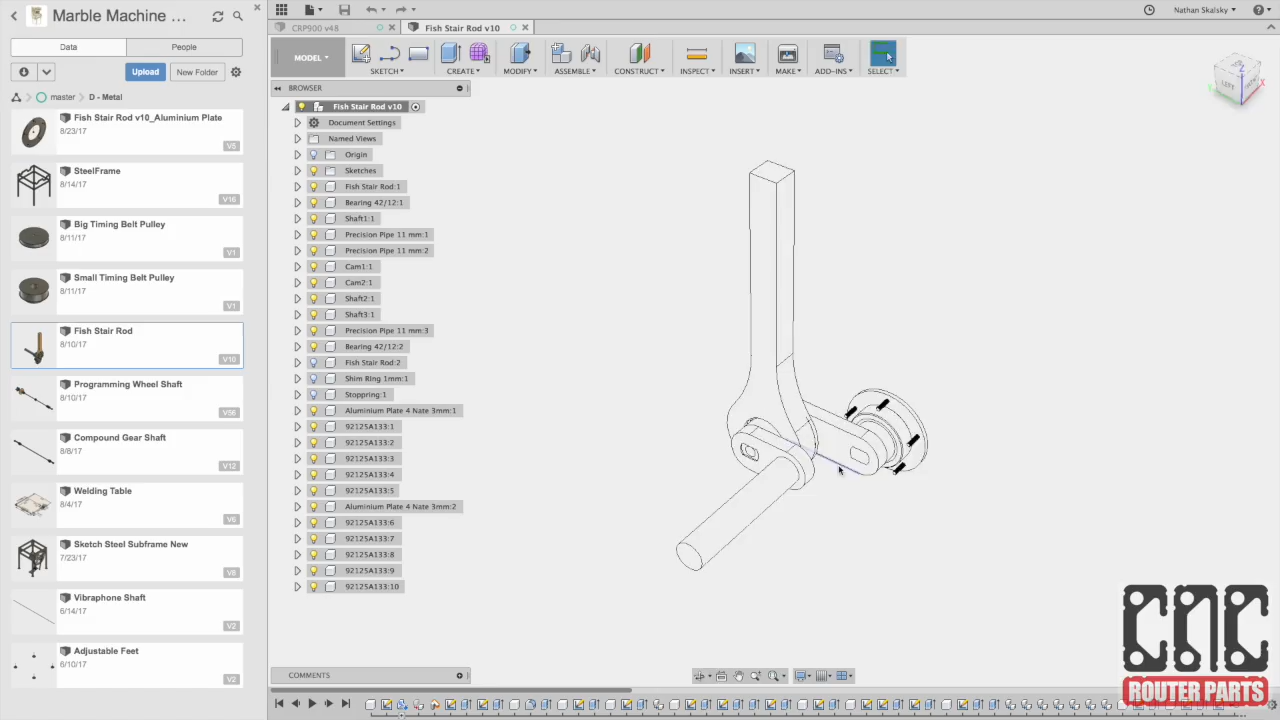 Marble Machine ...
Data
People
Upload
New Folder
master
D - Metal
Fish Stair Rod v10_Aluminium Plate
8/23/17
V5
SteelFrame
8/14/17
V16
Big Timing Belt Pulley
8/11/17
V1
Small Timing Belt Pulley
8/11/17
V1
Fish Stair Rod
8/10/17
V10
Programming Wheel Shaft
8/10/17
V56
Compound Gear Shaft
8/8/17
V12
Welding Table
8/4/17
V6
Sketch Steel Subframe New
7/23/17
V8
Vibraphone Shaft
6/14/17
V2
Adjustable Feet
6/10/17
V2
Nathan Skalsky
CRP900 v48
Fish Stair Rod v10
MODEL
SKETCH
CREATE
MODIFY
ASSEMBLE
CONSTRUCT
INSPECT
INSERT
MAKE
ADD-INS
SELECT
BROWSER
Fish Stair Rod v10
Document Settings
Named Views
Origin
Sketches
Fish Stair Rod:1
Bearing 42/12:1
Shaft1:1
Precision Pipe 11 mm:1
Precision Pipe 11 mm:2
Cam1:1
Cam2:1
Shaft2:1
Shaft3:1
Precision Pipe 11 mm:3
Bearing 42/12:2
Fish Stair Rod:2
Shim Ring 1mm:1
Stoppring:1
Aluminium Plate 4 Nate 3mm:1
92125A133:1
92125A133:2
92125A133:3
92125A133:4
92125A133:5
Aluminium Plate 4 Nate 3mm:2
92125A133:6
92125A133:7
92125A133:8
92125A133:9
92125A133:10
LEFT
X
COMMENTS
CNC
ROUTER PARTS